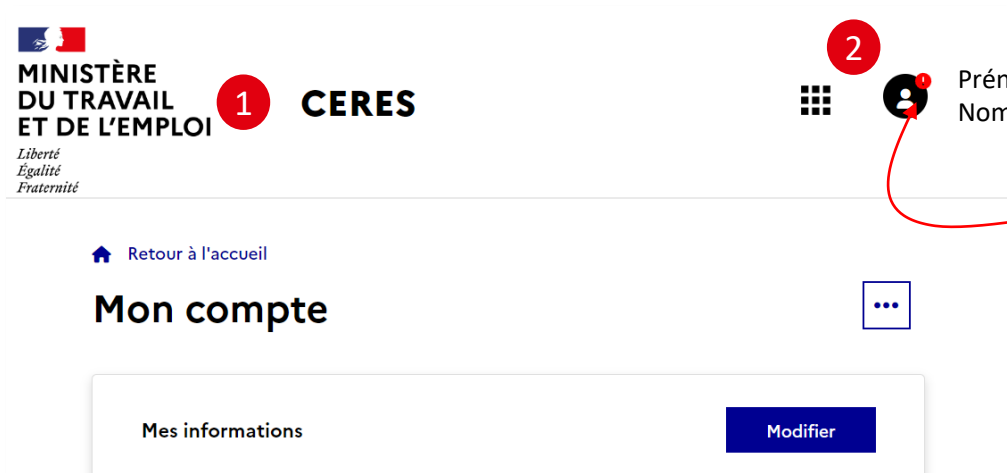 MINISTÈRE
DU TRAVAIL
ET DE L'EMPLOI
Liberté
Égalité
Fraternité
1
CERES
2
Retour à l'accueil
Mon compte
Mes informations
Modifier